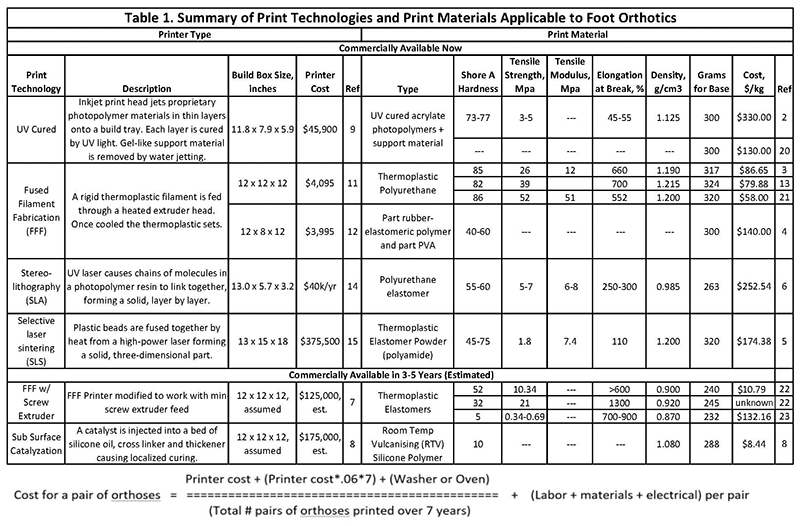 Table 1. Summary of Print Technologies and Print Materials Applicable to Foot Orthotics
Printer Type Print Material
Commercially Available Now
Print Technology Description Build Box Size, inches Printer Cost Ref Type Shore A Hardness Tensile Strength, Mpa Tensile Modulus, Mpa Elongation at Break, % Density, g/cm3 Grams for Base Cost, $/kg Ref
UV Cured
Inkjet print head jets proprietary
photopolymer materials in thin layers
onto a build tray. Each layer is cured
by UV light. Gel-like support material
is removed by water jetting.
11.8 x 7.9 x 5.9 $45,900 9
UV cured acrylate
photopolymers +
support material
73-77 3-5 45-55 1.125 300 $330.00 2
--- --- --- 300 $130.00 20
Fused
Filament
Fabrication
(FFF)
A rigid thermoplastic filament is fed
through a heated extruder head.
Once cooled the thermoplastic sets.
12 x 12 x 12 $4,095 11
Thermoplastic
Polyurethane
85 26 12 660 1.190 317 $86.65 3
82 39 700 1.215 324 $79.88 13
86 52 51 552 1.200 320 $58.00 21
12 x 8 x 12 $3,995 12
Part rubber-
elastomeric polymer
and part PVA
40-60 --- --- --- --- 300 $140.00 4
Stereo-
lithography
(SLA)
UV laser causes chains of molecules in
a photopolymer resin to link together,
forming a solid, layer by layer.
13.0 x 5.7 x 3.2 $40k/yr 14
Polyurethane
elastomer
55-60 5-7 6-8 250-300 0.985 263 $252.54 6
Selective
laser
sintering
(SLS)
Plastic beads are fused together by
heat from a high-power laser forming
a solid, three-dimensional part.
13 x 15 x 18 $375,500 15
Thermoplastic
Elastomer Powder
(polyamide)
45-75 1.8 7.4 110 1.200 320 $174.38 5
Commercially Available in 3-5 Years (Estimated)
FFF w/
Screw
Extruder
FFF Printer modified to work with min
screw extruder feed
12 x 12 x 12,
assumed
$125,000,
est.
7
Thermoplastic
Elastomers
52 10.34 --- >600 0.900 240 $10.79 22
32 21 --- 1300 0.920 245 unknown 22
5 0.34-0.69 --- 700-900 0.870 232 $132.16 23
Sub Surface
Catalyzation
A catalyst is injected into a bed of
silicone oil, cross linker and thickener
causing localized curing.
12 x 12 x 12,
assumed
$175,000,
est.
8
Room Temp
Vulcanising (RTV)
Silicone Polymer
10 --- --- 1.080 288 $8.44 8
Printer cost + (Printer cost*.06*7) + (Washer or Oven)
Cost for a pair of orthoses = ============================================ + (Labor + materials + electrical) per pair
(Total # pairs of orthoses printed over 7 years)